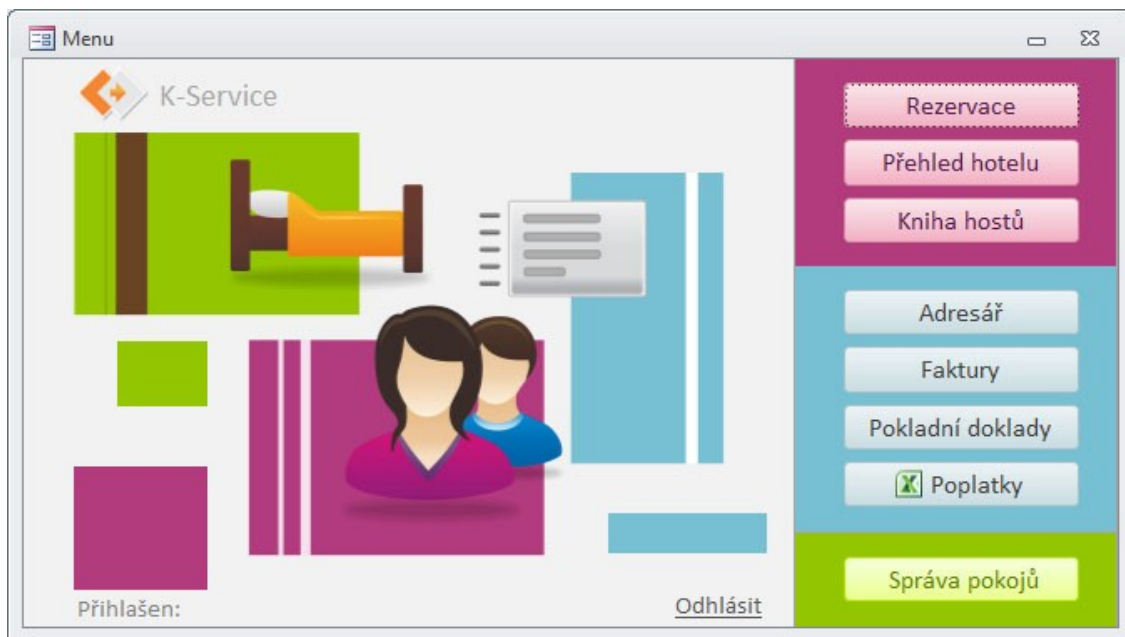 Menu
K-Service
Rezervace
Přehled hotelu
Kniha hostů
Adresář
Faktury
Pokladní doklady
Poplatky
Správa pokojů
Přihlašen:
Odhlásit